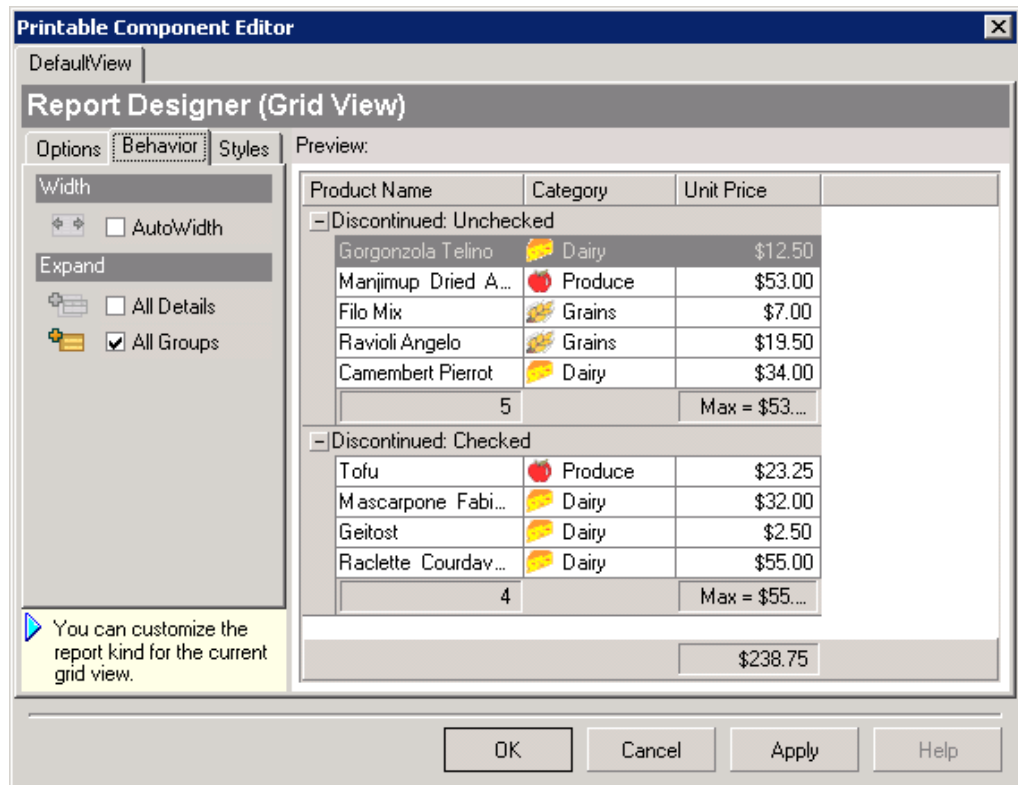 Printable Component Editor
DefaultView
Report Designer (Grid View)
Options Behavior Styles
Width
AutoWidth
Expand
All Details
All Groups
You can customize the
report kind for the current
grid view.
Preview:
Product Name Category Unit Price
Discontinued: Unchecked
Gorgonzola Telino Dairy $12.50
Manjimup Dried A... Produce $53.00
Filo Mix Grains $7.00
Ravioli Angelo Grains $19.50
Camembert Pierrot Dairy $34.00
5 Max = $53....
Discontinued: Checked
Tofu Produce $23.25
Mascarpone Fabi... Dairy $32.00
Geitost Dairy $2.50
Raclette Courdav... Dairy $55.00
4 Max = $55....
$238.75
OK Cancel Apply Help